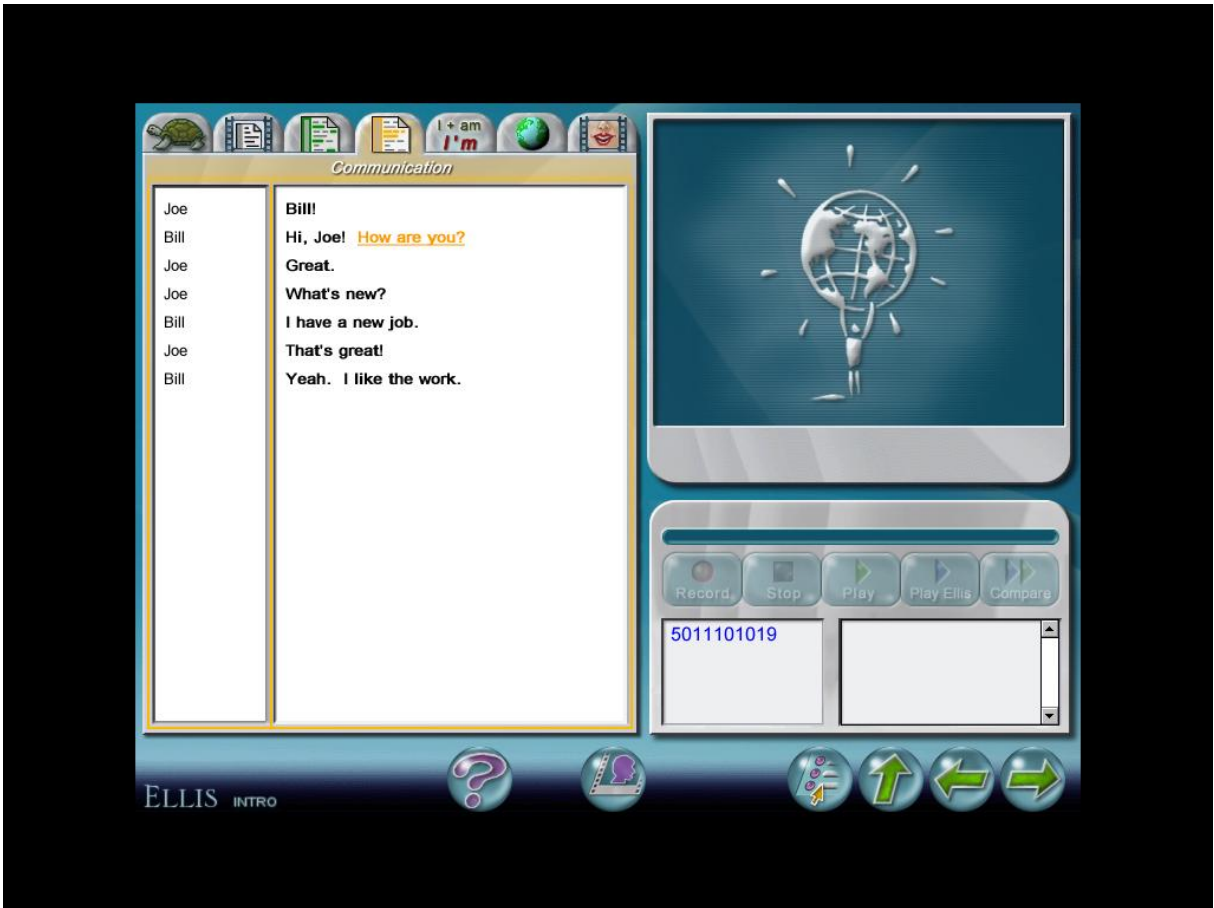 I + am
I'm
Communication
Joe Bill!
Bill Hi, Joe! How are you?
Joe Great.
Joe What's new?
Bill I have a new job.
Joe That's great!
Bill Yeah. I like the work.
Record Stop Play Play Ellis Compare
5011101019
ELLIS INTRO